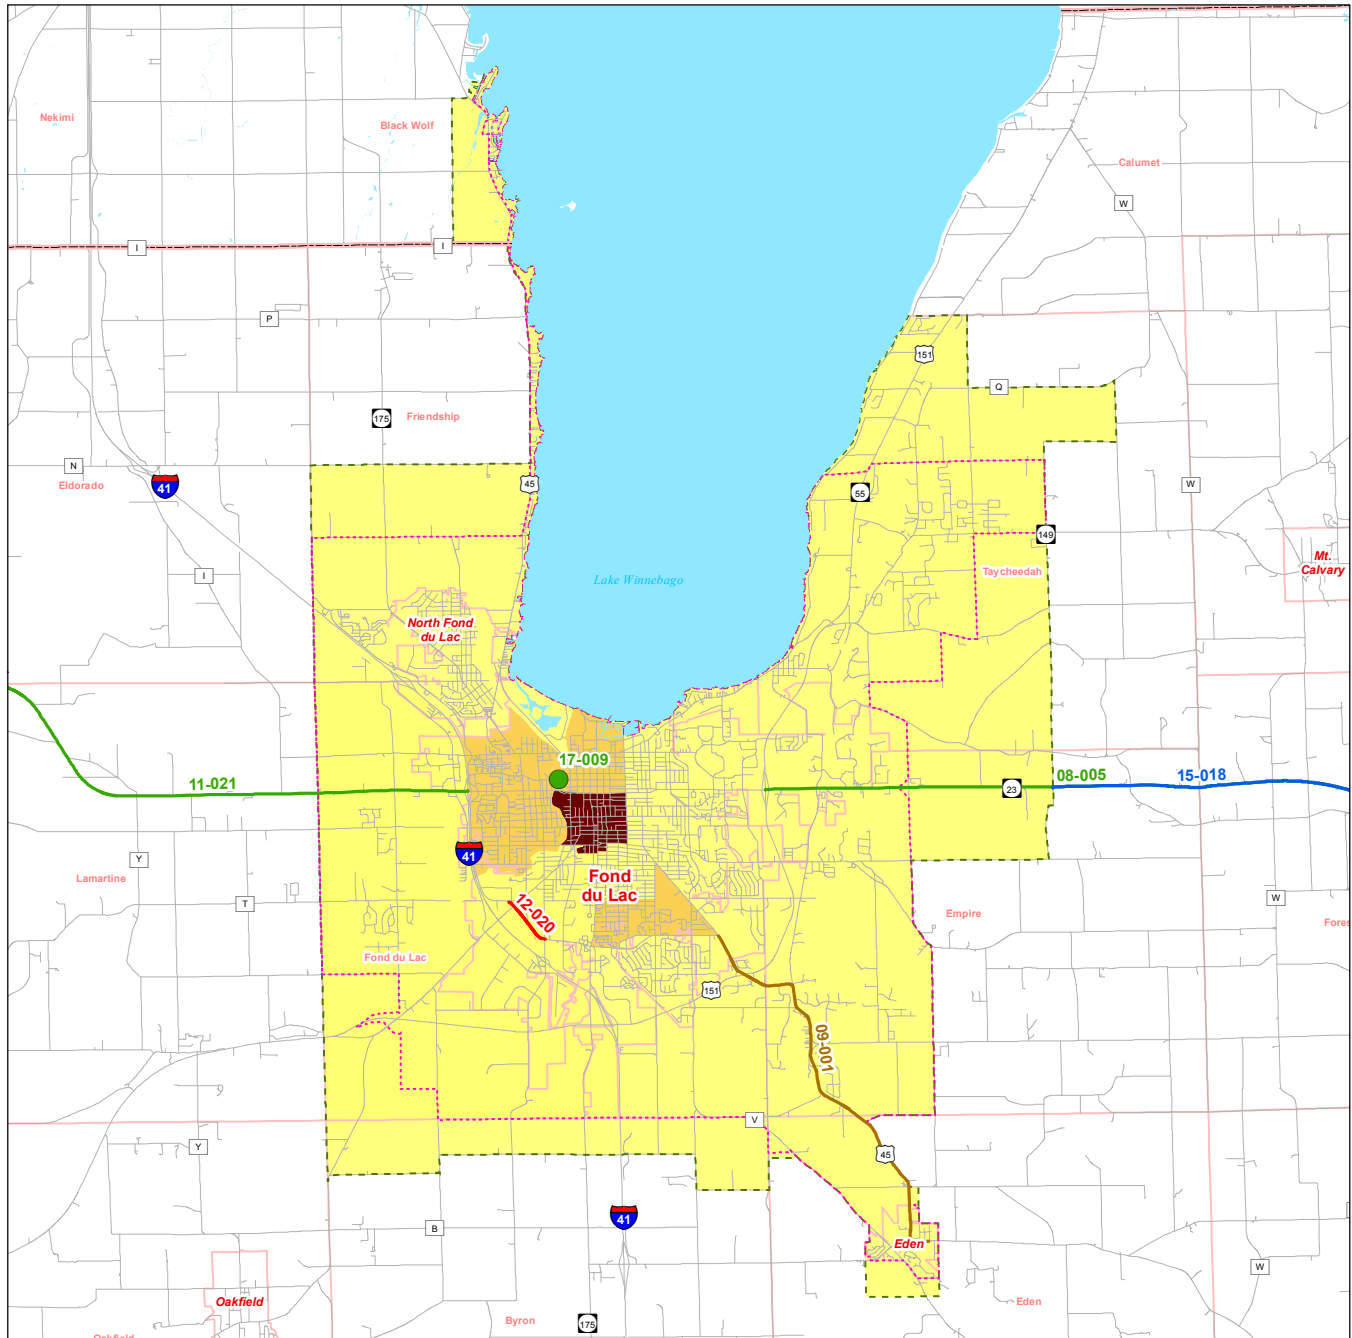 Nekimi
Black Wolf
Calumet
W
I
I
P
151
Q
175
Friendship
N
Eldorado
41
45
55
W
149
Mt.
Calvary
I
Lake Winnebago
Taycheedah
North Fond
du Lac
17-009
11-021
08-005
15-018
23
41
Y
Lamartine
T
Fond
du Lac
W
12-020
Empire
Fores
Fond du Lac
151
09-001
V
Y
45
41
B
Eden
W
Oakfield
Eden
Byron
175
Oakfield